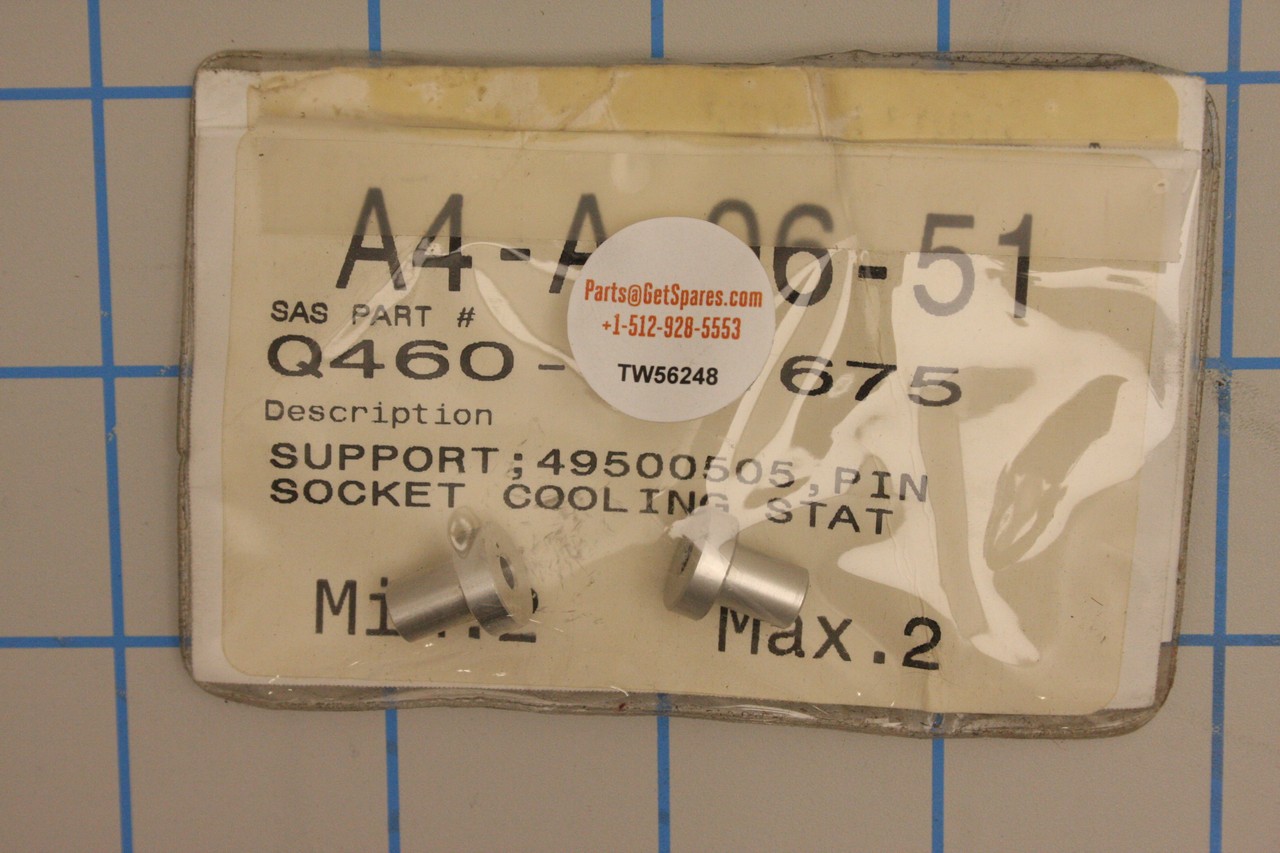 A4-A 06-51
SAS PART #
Q460- 675
Description
SUPPORT;49500505,PIN
SOCKET COOLING STAT
Max.2
Parts@GetSpares.com
+1-512-928-5553
TW56248